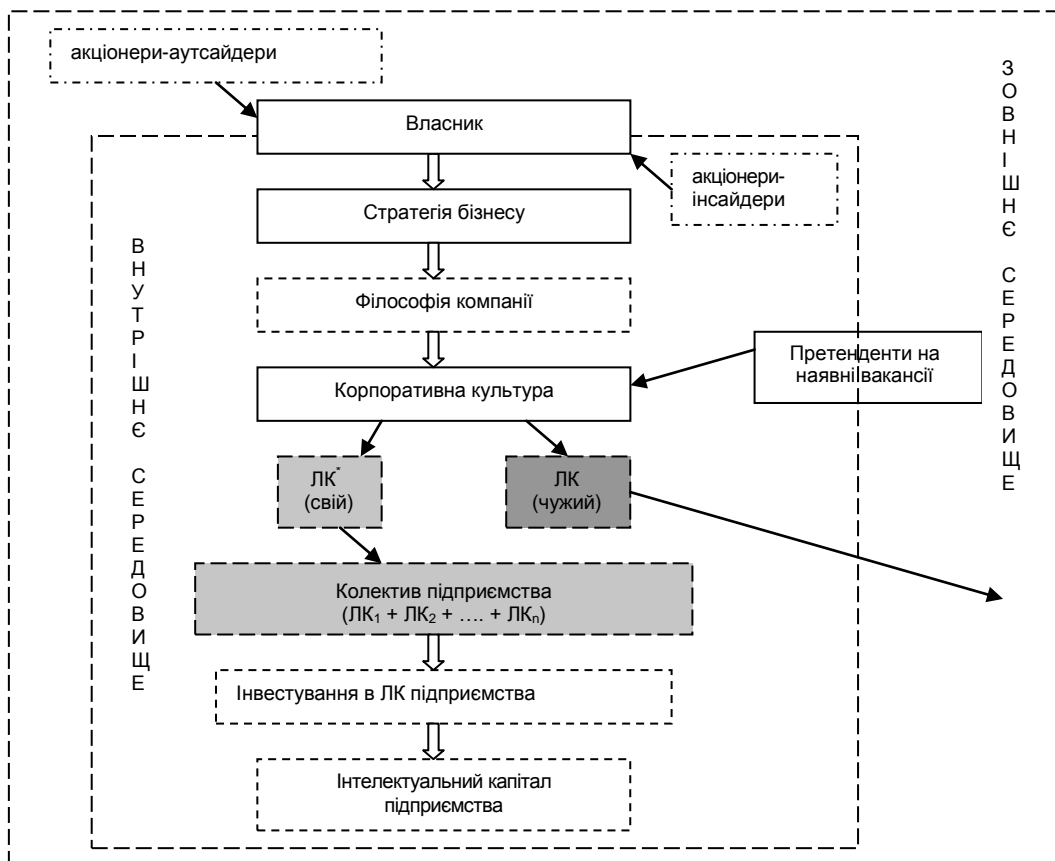 акціонери-аутсайдери
Власник
акціонери-
інсайдери
Стратегія бізнесу
Філософія компанії
Претенденти на
наявні вакансії
Корпоративна культура
ЛК*
(свій)
ЛК
(чужий)
Колектив підприємства
(ЛК₁ + ЛК₂ + …. + ЛКₙ)
Інвестування в ЛК підприємства
Інтелектуальний капітал
підприємства
ВНУТРІШНЄ СЕРЕДОВИЩЕ
ЗОВНІШНЄ СЕРЕДОВИЩЕ